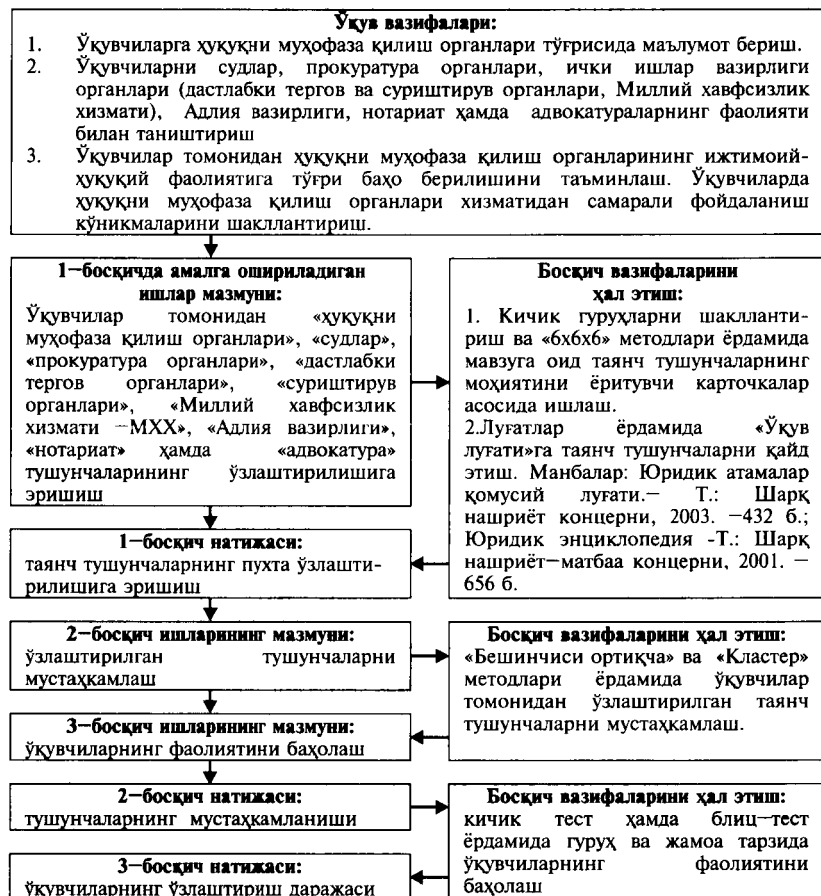 Ўқув вазифалари:
1. Ўқувчиларга ҳуқуқни муҳофаза қилиш органлари тўғрисида маълумот бериш.
2. Ўқувчиларни судлар, прокуратура органлари, ички ишлар вазирлиги
органлари (дастлабки тергов ва суриштирув органлари, Миллий хавфсизлик
хизмати), Адлия вазирлиги, нотариат ҳамда адвокатураларнинг фаолияти
билан таништириш
3. Ўқувчилар томонидан ҳуқуқни муҳофаза қилиш органларининг ижтимоий-
ҳуқуқий фаолиятига тўғри баҳо берилишини таъминлаш. Ўқувчиларда
ҳуқуқни муҳофаза қилиш органлари хизматидан самарали фойдаланиш
кўникмаларини шакллантириш.
1—босқичда амалга ошириладиган
ишлар мазмуни:
Ўқувчилар томонидан «ҳуқуқни
муҳофаза қилиш органлари», «судлар»,
«прокуратура органлари», «дастлабки
тергов органлари», «суриштирув
органлари», «Миллий хавфсизлик
хизмати —МХХ», «Адлия вазирлиги»,
«нотариат» ҳамда «адвокатура»
тушунчаларининг ўзлаштирилишига
эришиш
Босқич вазифаларини
ҳал этиш:
1. Кичик гуруҳларни шакллантириш
ва «6х6х6» методлари ёрдамида
мавзуга оид таянч тушунчаларнинг
моҳиятини ёритувчи карточкалар
асосида ишлаш.
2.Луғатлар ёрдамида «Ўқув
луғати»га таянч тушунчаларни қайд
этиш. Манбалар: Юридик атамалар
қомусий луғати.— Т.: Шарқ
нашриёт концерни, 2003. —432 б.;
Юридик энциклопедия -Т.: Шарқ
нашриёт—матбаа концерни, 2001. —
656 б.
1—босқич натижаси:
таянч тушунчаларнинг пухта ўзлашти-
рилишига эришиш
2—босқич ишларининг мазмуни:
ўзлаштирилган тушунчаларни
мустаҳкамлаш
Босқич вазифаларини ҳал этиш:
«Бешинчиси ортиқча» ва «Кластер»
методлари ёрдамида ўқувчилар
томонидан ўзлаштирилган таянч
тушунчаларни мустаҳкамлаш.
3—босқич ишларининг мазмуни:
ўқувчиларнинг фаолиятини баҳолаш
2—босқич натижаси:
тушунчаларнинг мустаҳкамланиши
Босқич вазифаларини ҳал этиш:
кичик тест ҳамда блиц—тест
ёрдамида гуруҳ ва жамоа тарзида
ўқувчиларнинг фаолиятини
баҳолаш
3—босқич натижаси:
ўқувчиларнинг ўзлаштириш даражаси